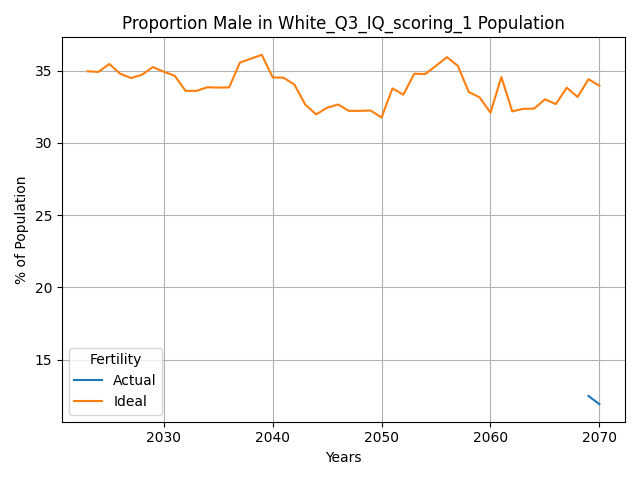 Proportion Male in White_Q3_IQ_scoring_1 Population
% of Population
35
30
25
20
15
Fertility
Actual
Ideal
2030 2040 2050 2060 2070
Years